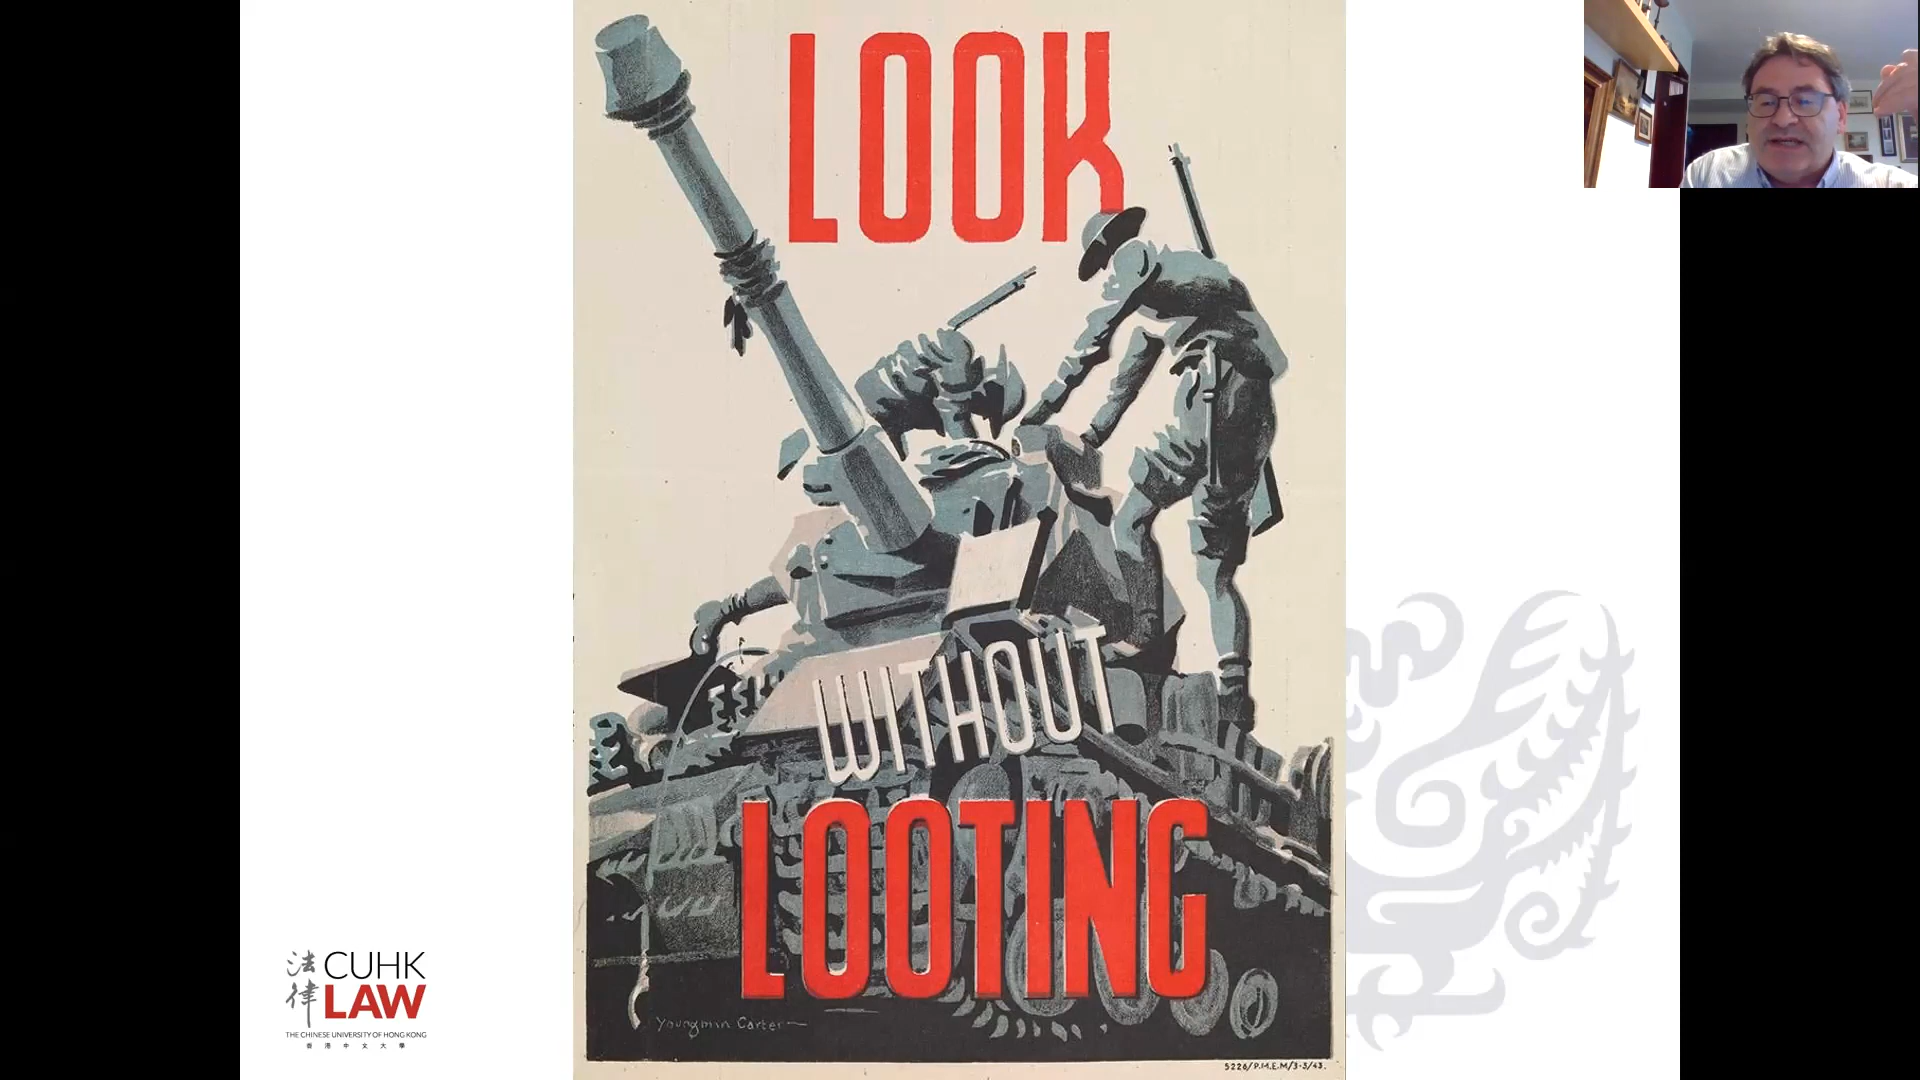 LOOK
WITHOUT
LOOTING
Youngman Carter
5226/P.M.E.M/3-3/43.
法律
CUHK
LAW
THE CHINESE UNIVERSITY OF HONG KONG
香港中文大學